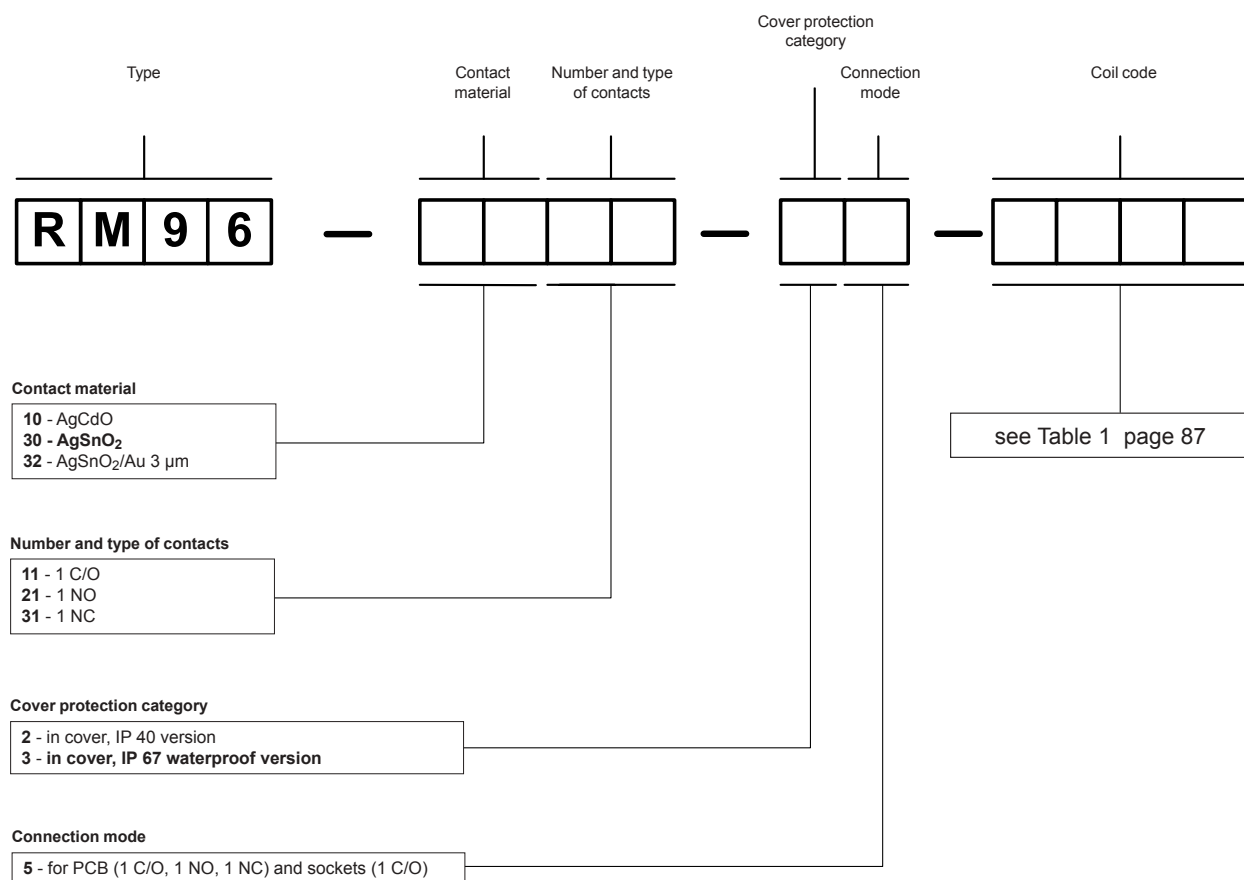 Cover protection
category
Type
Contact
material
Number and type
of contacts
Connection
mode
Coil code
RM96 — — —
Contact material
10 - AgCdO
30 - AgSnO₂
32 - AgSnO₂/Au 3 µm
see Table 1 page 87
Number and type of contacts
11 - 1 C/O
21 - 1 NO
31 - 1 NC
Cover protection category
2 - in cover, IP 40 version
3 - in cover, IP 67 waterproof version
Connection mode
5 - for PCB (1 C/O, 1 NO, 1 NC) and sockets (1 C/O)